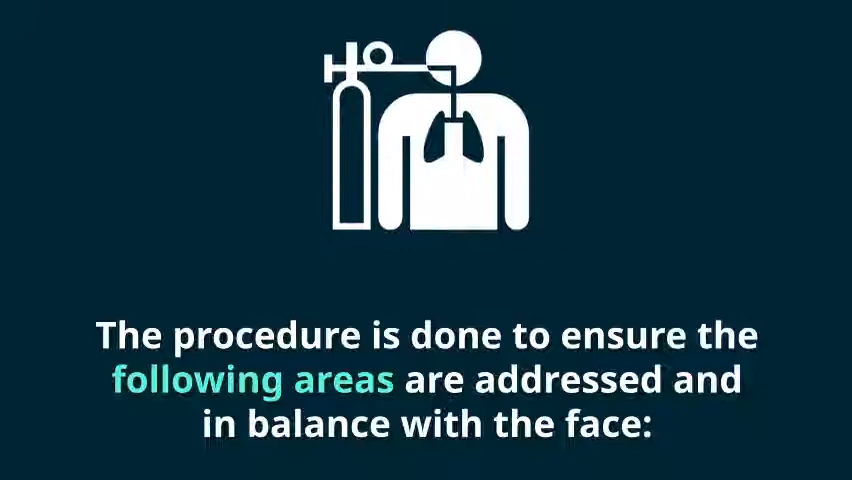 The procedure is done to ensure the
following areas are addressed and
in balance with the face: